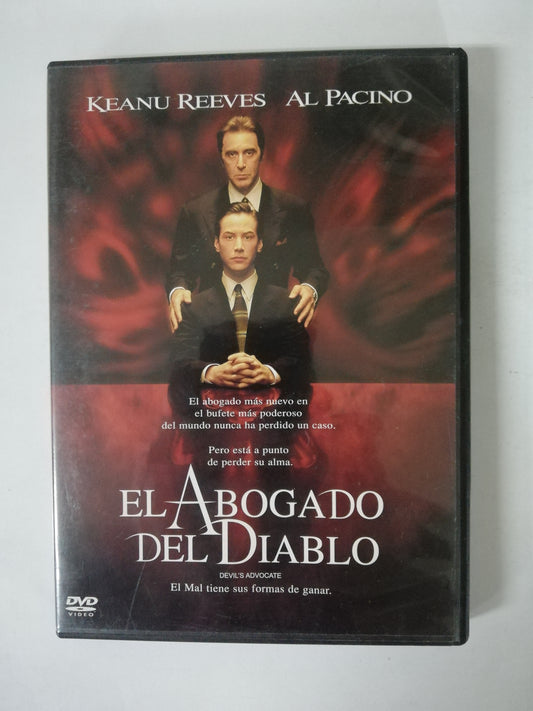 KEANU REEVES AL PACINO
El abogado más nuevo en
el bufete más poderoso
del mundo nunca ha perdido un caso.
Pero está a punto
de perder su alma.
EL ABOGADO
DEL DIABLO
DEVIL'S ADVOCATE
El Mal tiene sus formas de ganar.
DVD
VIDEO